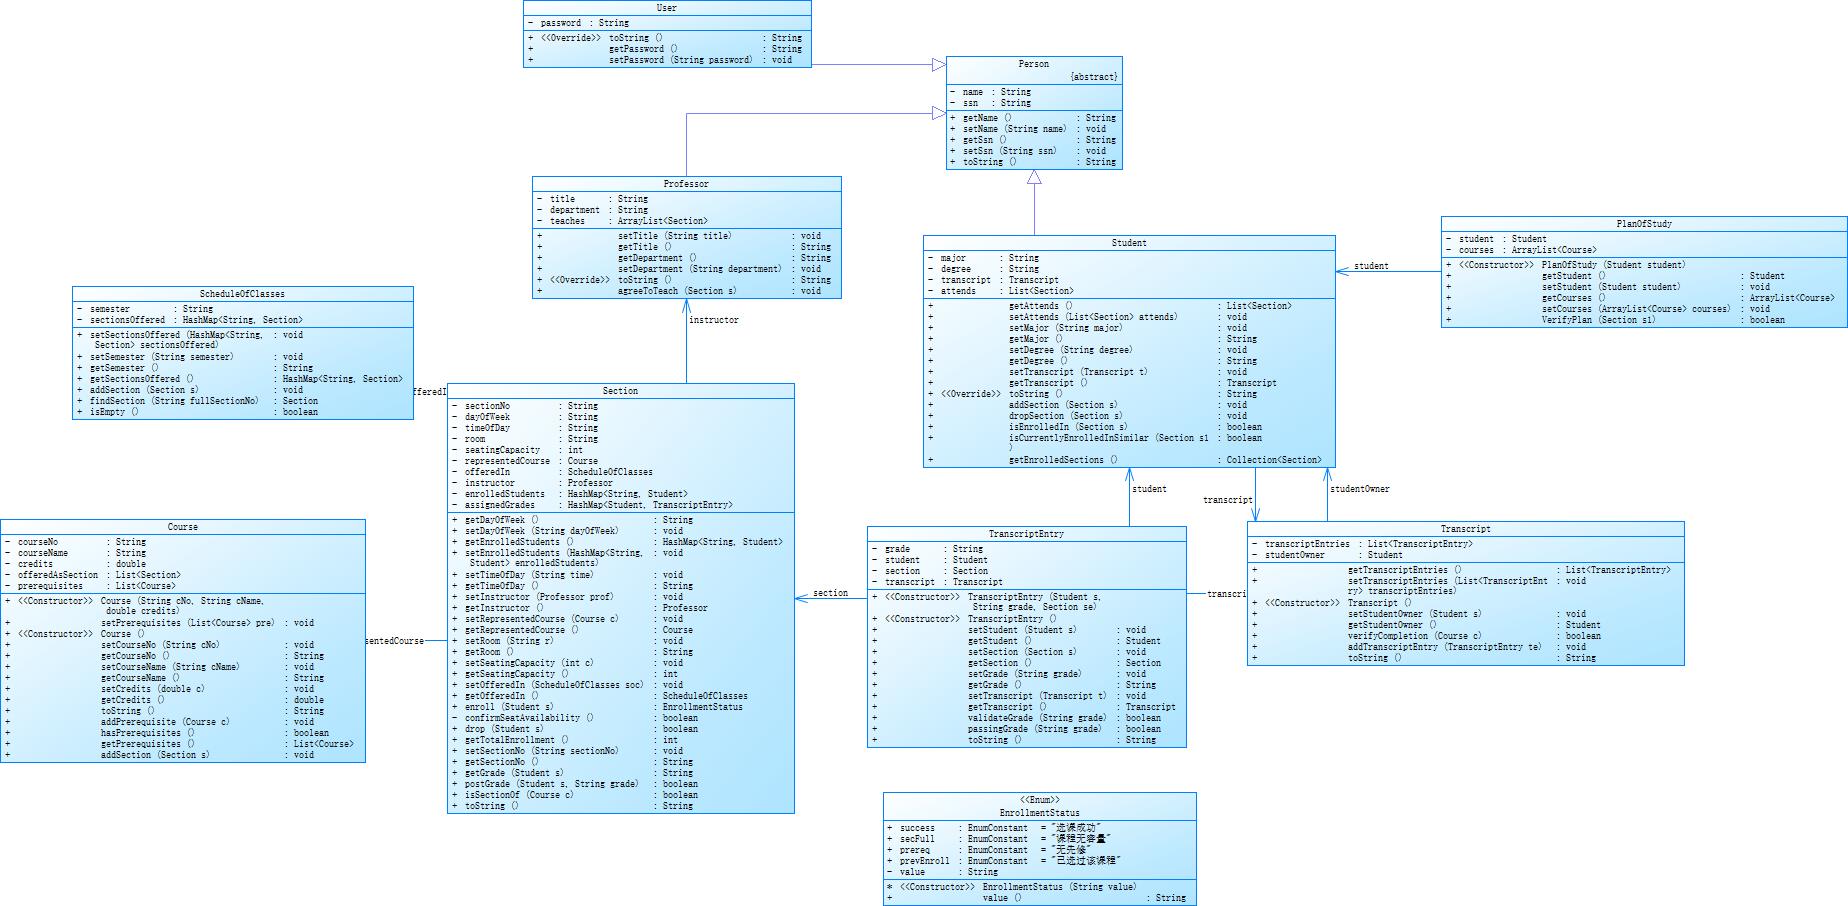 User
- password : String
+ <<Override>> toString () : String
+ getPassword () : String
+ setPassword (String password) : void
Person
{abstract}
- name : String
- ssn : String
+ getName () : String
+ setName (String name) : void
+ getSsn () : String
+ setSsn (String ssn) : void
+ toString () : String
Professor
- title : String
- department : String
- teaches : ArrayList<Section>
+ setTitle (String title) : void
+ getTitle () : String
+ getDepartment () : String
+ setDepartment (String department) : void
+ <<Override>> toString () : String
+ agreeToTeach (Section s) : void
instructor
Student
- major : String
- degree : String
- transcript : Transcript
- attends : List<Section>
+ getAttends () : List<Section>
+ setAttends (List<Section> attends) : void
+ setMajor (String major) : void
+ getMajor () : String
+ setDegree (String degree) : void
+ getDegree () : String
+ setTranscript (Transcript t) : void
+ getTranscript () : Transcript
+ <<Override>> toString () : String
+ addSection (Section s) : void
+ dropSection (Section s) : void
+ isEnrolledIn (Section s) : boolean
+ isCurrentlyEnrolledInSimilar (Section s1 : boolean
)
+ getEnrolledSections () : Collection<Section>
student
PlanOfStudy
- student : Student
- courses : ArrayList<Course>
+ <<Constructor>> PlanOfStudy (Student student)
+ getStudent () : Student
+ setStudent (Student student) : void
+ getCourses () : ArrayList<Course>
+ setCourses (ArrayList<Course> courses) : void
+ VerifyPlan (Section s1) : boolean
ScheduleOfClasses
- semester : String
- sectionsOffered : HashMap<String, Section>
+ setSectionsOffered (HashMap<String, : void
Section> sectionsOffered)
+ setSemester (String semester) : void
+ getSemester () : String
+ getSectionsOffered () : HashMap<String, Section>
+ addSection (Section s) : void
+ findSection (String fullSectionNo) : Section
+ isEmpty () : boolean
fferedI
Section
- sectionNo : String
- dayOfWeek : String
- timeOfDay : String
- room : String
- seatingCapacity : int
- representedCourse : Course
- offeredIn : ScheduleOfClasses
- instructor : Professor
- enrolledStudents : HashMap<String, Student>
- assignedGrades : HashMap<Student, TranscriptEntry>
+ getDayOfWeek () : String
+ setDayOfWeek (String dayOfWeek) : void
+ getEnrolledStudents () : HashMap<String, Student>
+ setEnrolledStudents (HashMap<String, : void
Student> enrolledStudents)
+ setTimeOfDay (String time) : void
+ getTimeOfDay () : String
+ setInstructor (Professor prof) : void
+ getInstructor () : Professor
+ setRepresentedCourse (Course c) : void
+ getRepresentedCourse () : Course
+ setRoom (String r) : void
+ getRoom () : String
+ setSeatingCapacity (int c) : void
+ getSeatingCapacity () : int
+ setOfferedIn (ScheduleOfClasses soc) : void
+ getOfferedIn () : ScheduleOfClasses
+ enroll (Student s) : EnrollmentStatus
- confirmSeatAvailability () : boolean
+ drop (Student s) : boolean
+ getTotalEnrollment () : int
+ setSectionNo (String sectionNo) : void
+ getSectionNo () : String
+ getGrade (Student s) : String
+ postGrade (Student s, String grade) : boolean
+ isSectionOf (Course c) : boolean
+ toString () : String
Course
- courseNo : String
- courseName : String
- credits : double
- offeredAsSection : List<Section>
- prerequisites : List<Course>
+ <<Constructor>> Course (String cNo, String cName,
double credits)
+ setPrerequisites (List<Course> pre) : void
+ <<Constructor>> Course ()
+ setCourseNo (String cNo) : void
+ getCourseNo () : String
+ setCourseName (String cName) : void
+ getCourseName () : String
+ setCredits (double c) : void
+ getCredits () : double
+ toString () : String
+ addPrerequisite (Course c) : void
+ hasPrerequisites () : boolean
+ getPrerequisites () : List<Course>
+ addSection (Section s) : void
sentedCourse
section
student
transcript
studentOwner
TranscriptEntry
- grade : String
- student : Student
- section : Section
- transcript : Transcript
+ <<Constructor>> TranscriptEntry (Student s,
String grade, Section se)
+ <<Constructor>> TranscriptEntry ()
+ setStudent (Student s) : void
+ getStudent () : Student
+ setSection (Section s) : void
+ getSection () : Section
+ setGrade (String grade) : void
+ getGrade () : String
+ setTranscript (Transcript t) : void
+ getTranscript () : Transcript
+ validateGrade (String grade) : boolean
+ passingGrade (String grade) : boolean
+ toString () : String
transcri
Transcript
- transcriptEntries : List<TranscriptEntry>
- studentOwner : Student
+ getTranscriptEntries () : List<TranscriptEntry>
+ setTranscriptEntries (List<TranscriptEnt : void
ry> transcriptEntries)
+ <<Constructor>> Transcript ()
+ setStudentOwner (Student s) : void
+ getStudentOwner () : Student
+ verifyCompletion (Course c) : boolean
+ addTranscriptEntry (TranscriptEntry te) : void
+ toString () : String
<<Enum>>
EnrollmentStatus
+ success : EnumConstant = "选课成功"
+ secFull : EnumConstant = "课程无容量"
+ prereq : EnumConstant = "无先修"
+ prevEnroll : EnumConstant = "已选过该课程"
- value : String
* <<Constructor>> EnrollmentStatus (String value)
+ value () : String